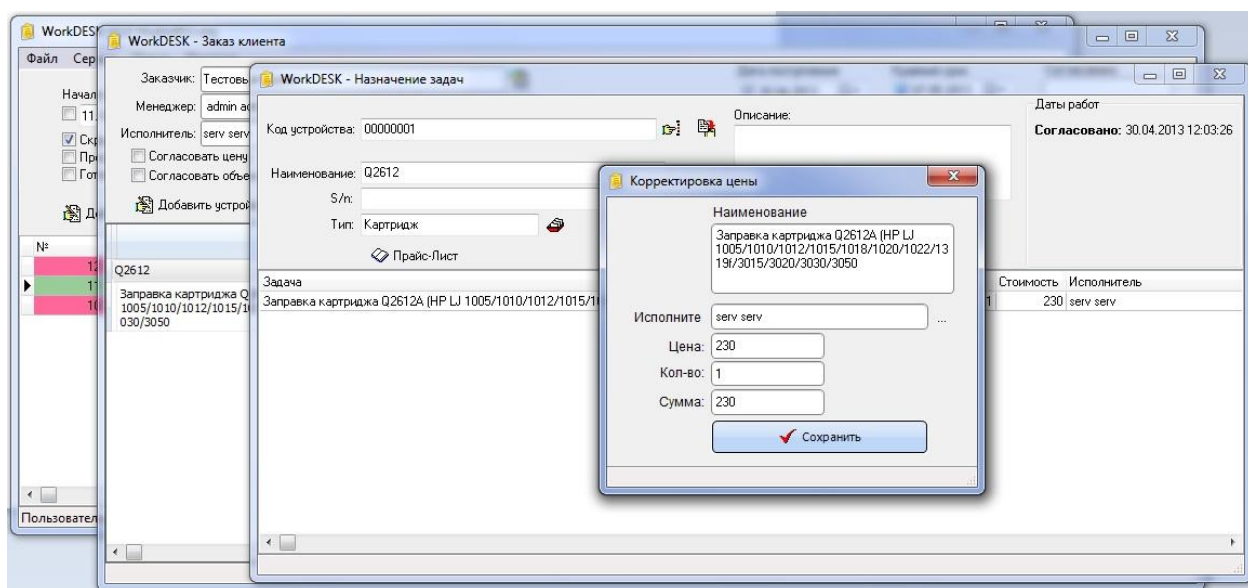 WorkDESK - Заказ клиента
WorkDESK - Назначение задач
Файл
Заказчик:
Менеджер: admin
Исполнитель: serv serv
Согласовать цену
Согласовать
Добавить
№
Q2612
Заправка картриджа
1005/1010/1012/1015/
030/3050
Код устройства: 00000001
Наименование: Q2612
S/n:
Тип: Картридж
Прайс-Лист
Описание:
Даты работ
Согласовано: 30.04.2013 12:03:26
Задача
Стоимость Исполнитель
Заправка картриджа Q2612A (HP LJ 1005/1010/1012/1015/
1 230 serv serv
Корректировка цены
Наименование
Заправка картриджа Q2612A (HP LJ
1005/1010/1012/1015/1018/1020/1022/13
19f/3015/3020/3030/3050
Исполните serv serv ...
Цена: 230
Кол-во: 1
Сумма: 230
Сохранить